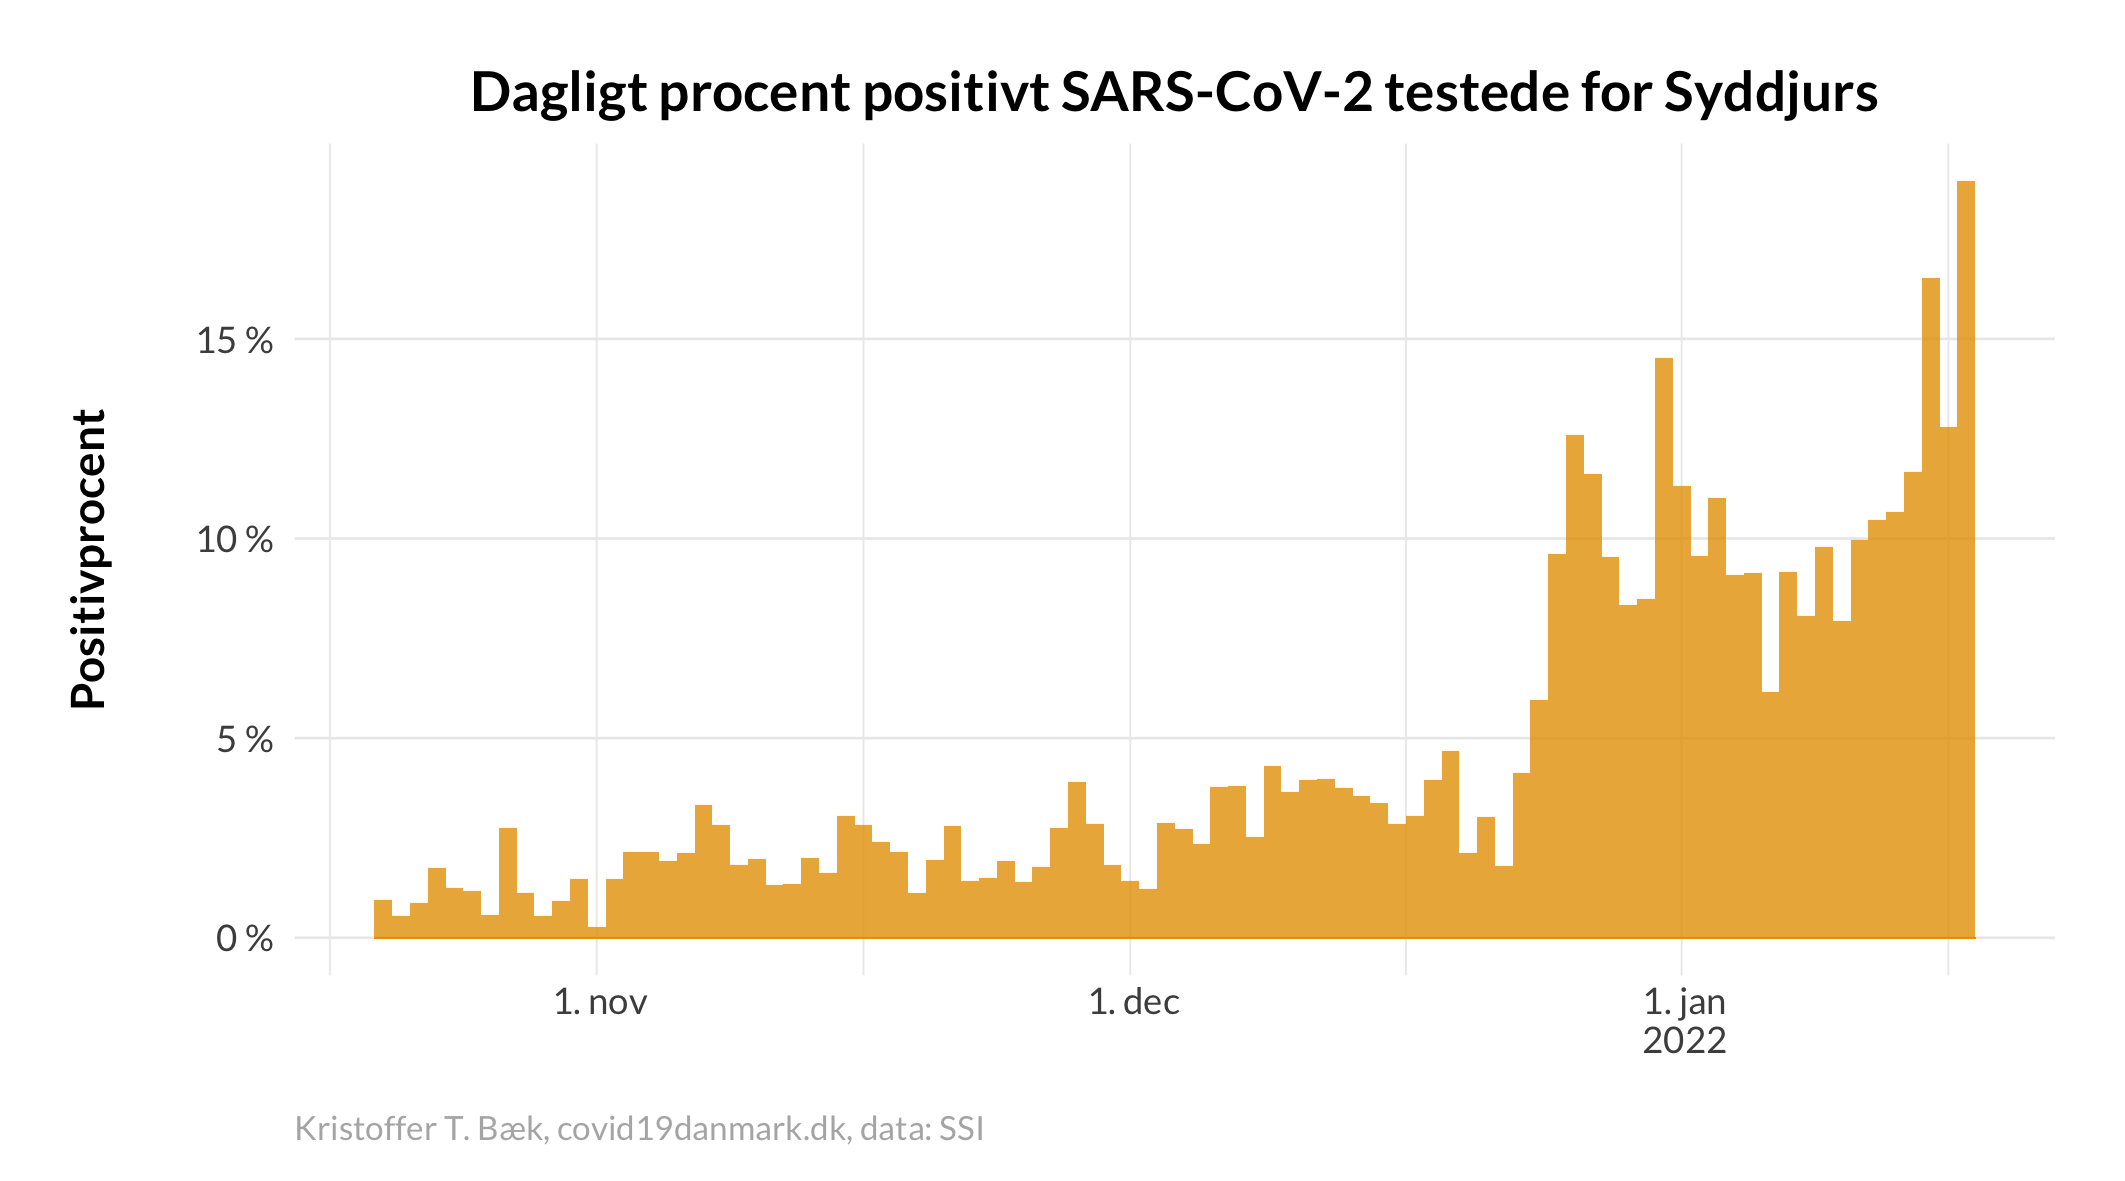 Dagligt procent positivt SARS-CoV-2 testede for Syddjurs
Positivprocent
15 %
10 %
5 %
0 %
1. nov
1. dec
1. jan
2022
Kristoffer T. Bæk, covid19danmark.dk, data: SSI